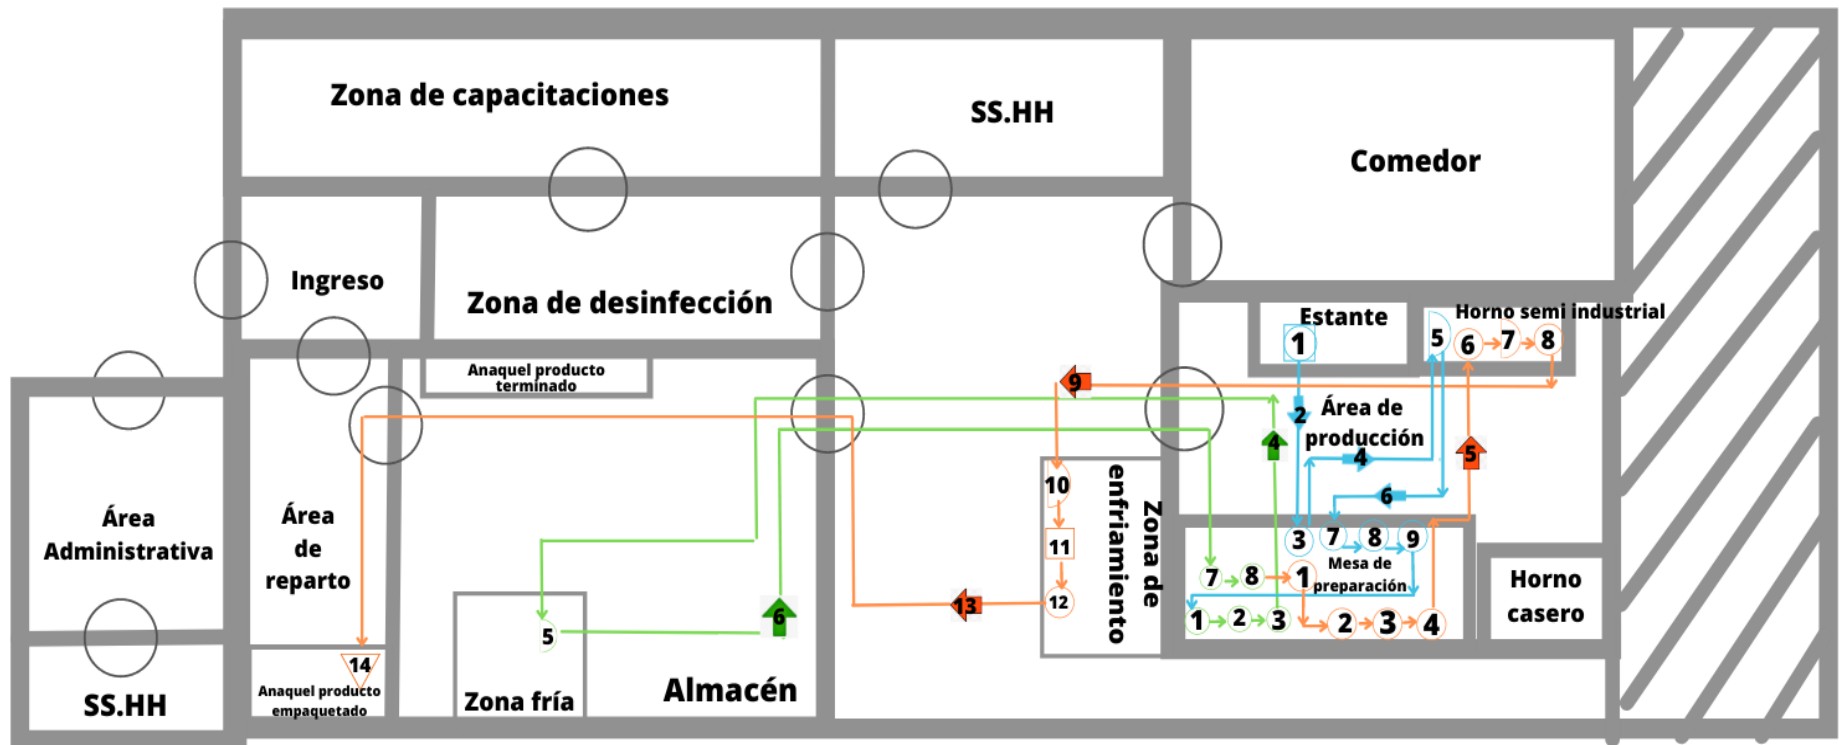 Zona de capacitaciones
SS.HH
Comedor
Ingreso
Zona de desinfección
Estante
Horno semi industrial
1
5
6
7
8
Anaquel producto
terminado
9
2
Área de
producción
4
4
5
6
Área
Administrativa
Área
de
reparto
10
11
12
Zona de
enfriamiento
3
7
8
9
Mesa de
preparación
7
8
1
1
2
3
2
3
4
Horno
casero
13
6
5
Zona fría
Almacén
14
Anaquel producto
empaquetado
SS.HH